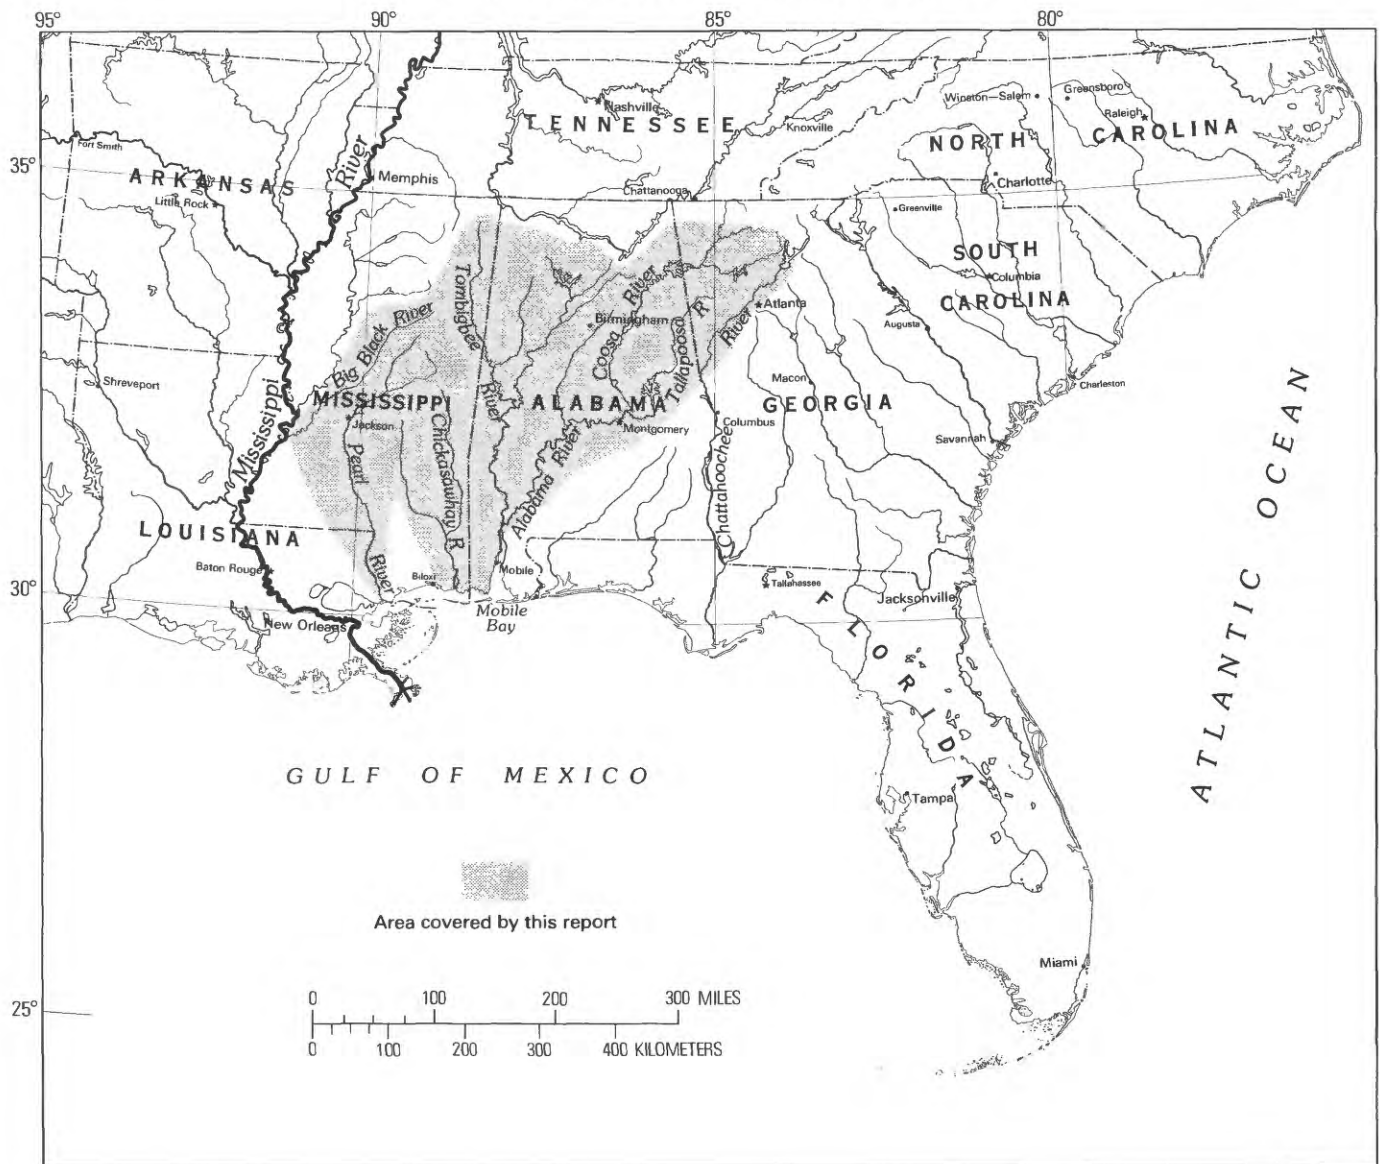 95° 90° 85° 80°
Nashville
TENNESSEE
Knoxville
Winston—Salem
Greensboro
Raleigh
NORTH CAROLINA
Fort Smith
35°
ARKANSAS
River
Memphis
Little Rock
Chattanooga
Charlotte
Greenville
SOUTH
CAROLINA
Columbia
Tombigbee
River
Coosa River
Birmingham
Tallapoosa R
River
Atlanta
Augusta
Big Black River
Shreveport
Mississippi
MISSISSIPPI
Jackson
ALABAMA
Montgomery
Macon
GEORGIA
Columbus
Charleston
Savannah
Pearl
River
Chickasawhay R
Alabama River
Chattahoochee
LOUISIANA
Baton Rouge
Biloxi
Mobile
Tallahassee
Jacksonville
30°
New Orleans
Mobile
Bay
FLORIDA
ATLANTIC OCEAN
GULF OF MEXICO
Tampa
Area covered by this report
Miami
25°
0 100 200 300 MILES
0 100 200 300 400 KILOMETERS